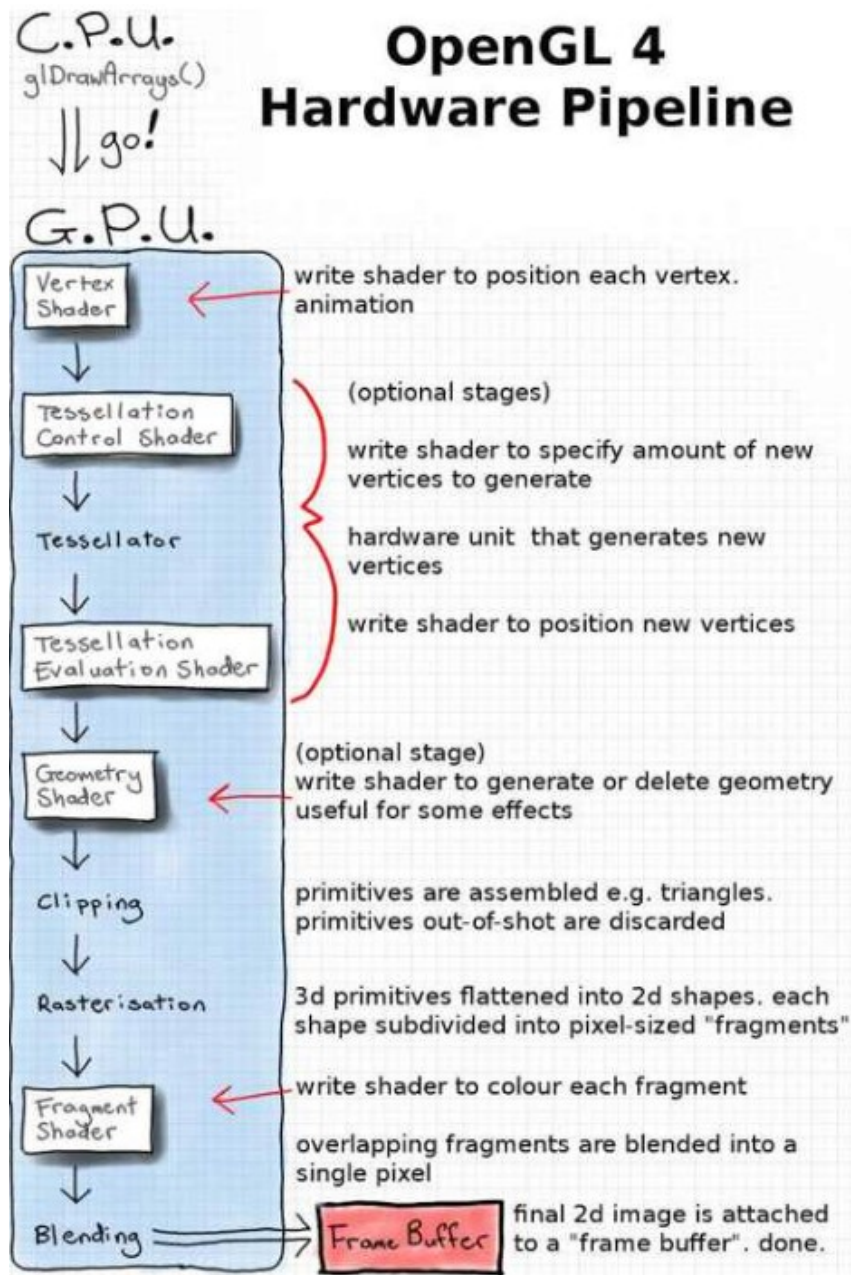 C.P.U.
glDrawArrays()
go!
OpenGL 4
Hardware Pipeline
G.P.U.
Vertex
Shader
write shader to position each vertex.
animation
Tessellation
Control Shader
(optional stages)
write shader to specify amount of new
vertices to generate
Tessellator
hardware unit that generates new
vertices
Tessellation
Evaluation Shader
write shader to position new vertices
Geometry
Shader
(optional stage)
write shader to generate or delete geometry
useful for some effects
Clipping
primitives are assembled e.g. triangles.
primitives out-of-shot are discarded
Rasterisation
3d primitives flattened into 2d shapes. each
shape subdivided into pixel-sized "fragments"
Fragment
Shader
write shader to colour each fragment
overlapping fragments are blended into a
single pixel
Blending
Frame Buffer
final 2d image is attached
to a "frame buffer". done.